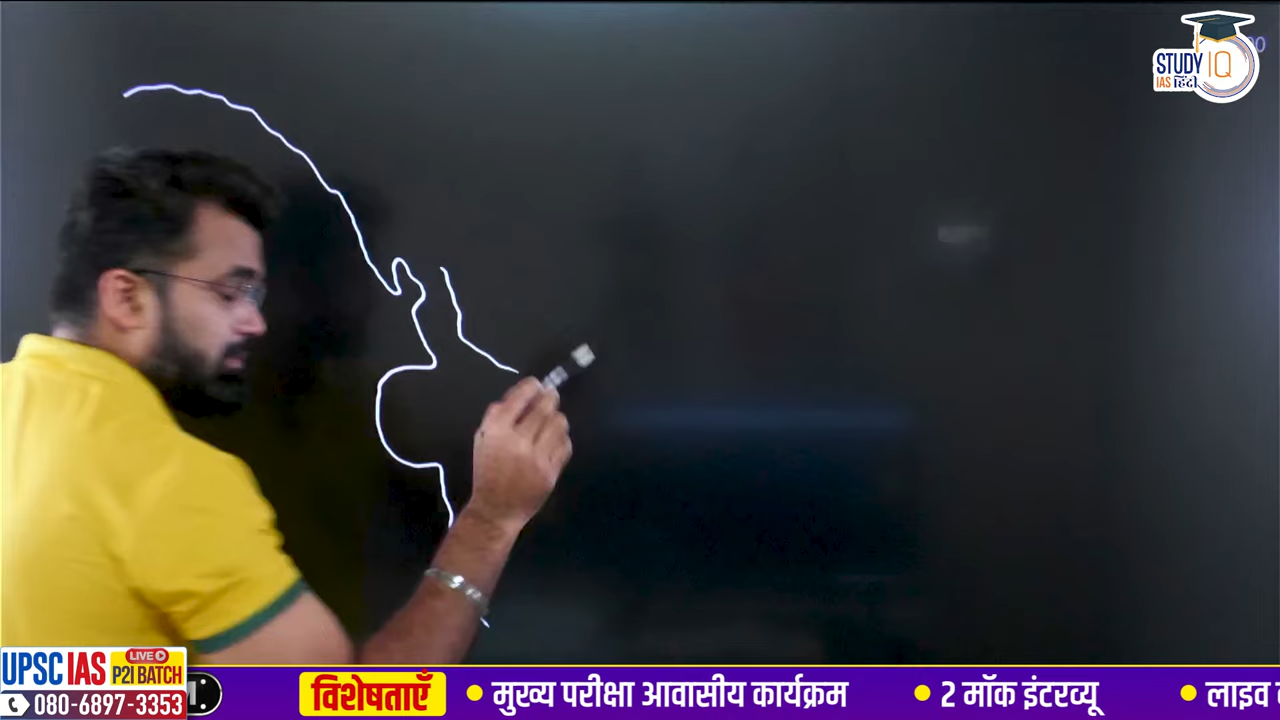 STUDY IQ
IAS हिंदी
UPSC IAS
LIVE
P2I BATCH
080-6897-3353
विशेषताएँ
• मुख्य परीक्षा आवासीय कार्यक्रम
• 2 मॉक इंटरव्यू
• लाइव